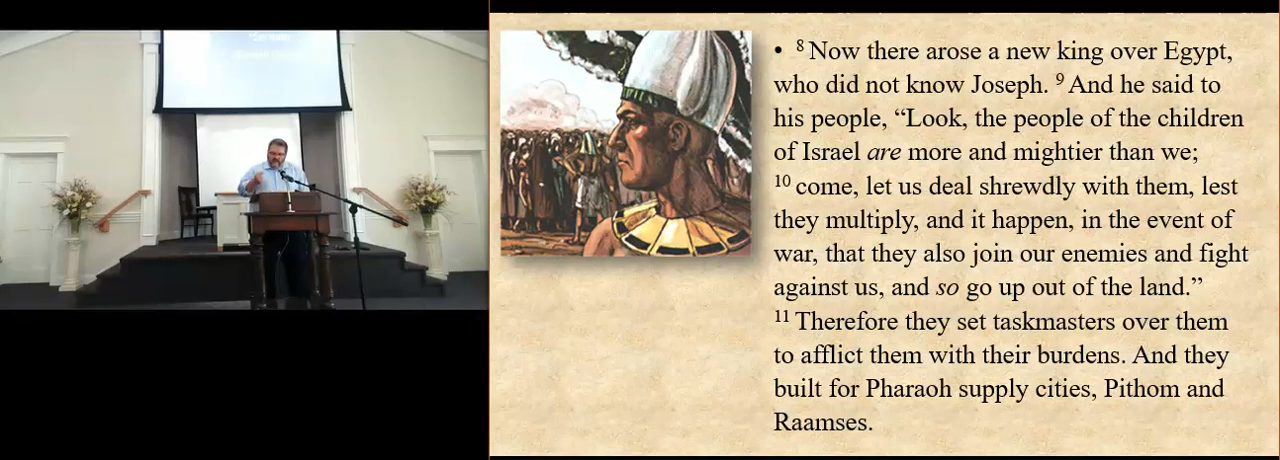 • 8 Now there arose a new king over Egypt,
who did not know Joseph. 9 And he said to
his people, “Look, the people of the children
of Israel are more and mightier than we;
10 come, let us deal shrewdly with them, lest
they multiply, and it happen, in the event of
war, that they also join our enemies and fight
against us, and so go up out of the land.”
11 Therefore they set taskmasters over them
to afflict them with their burdens. And they
built for Pharaoh supply cities, Pithom and
Raamses.